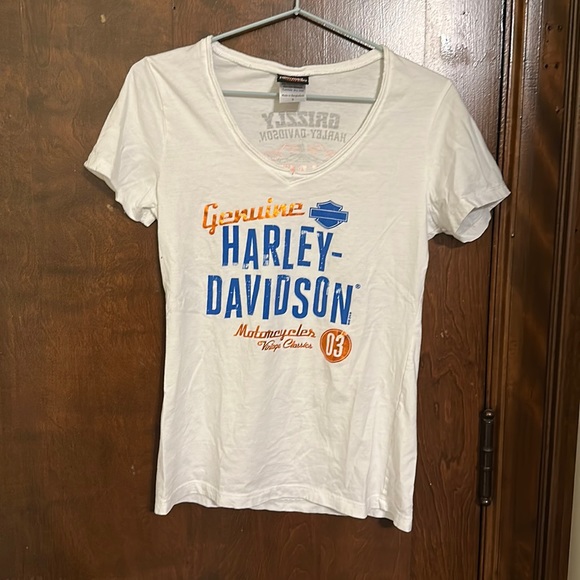 GRIZZLY
HARLEY-DAVIDSON
Genuine
HARLEY-
DAVIDSON®
Motorcycles
Vintage Classics
03